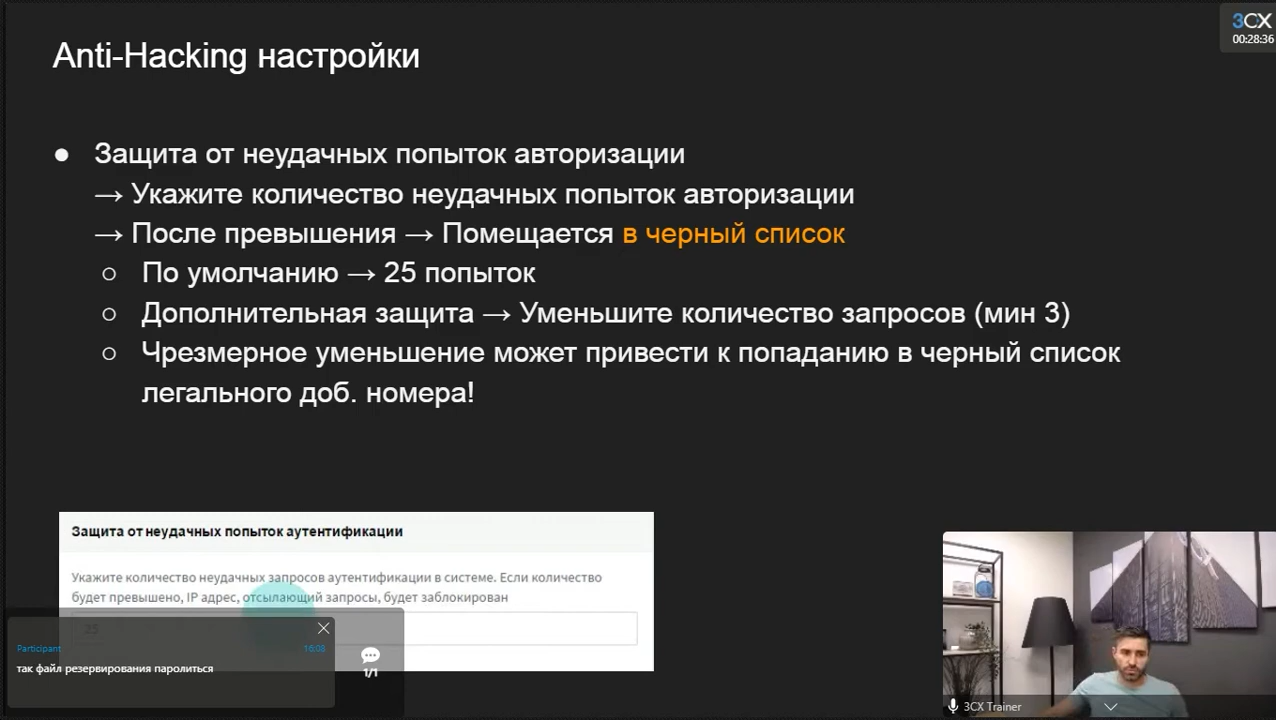 3CX
00:28:36
Anti-Hacking настройки
● Защита от неудачных попыток авторизации
→ Укажите количество неудачных попыток авторизации
→ После превышения → Помещается в черный список
○ По умолчанию → 25 попыток
○ Дополнительная защита → Уменьшите количество запросов (мин 3)
○ Чрезмерное уменьшение может привести к попаданию в черный список
легального доб. номера!
Защита от неудачных попыток аутентификации
Укажите количество неудачных запросов аутентификации в системе. Если количество
будет превышено, IP адрес, отсылающий запросы, будет заблокирован
25
Participant
16:08
так файл резервирования паролиться
1/1
3CX Trainer